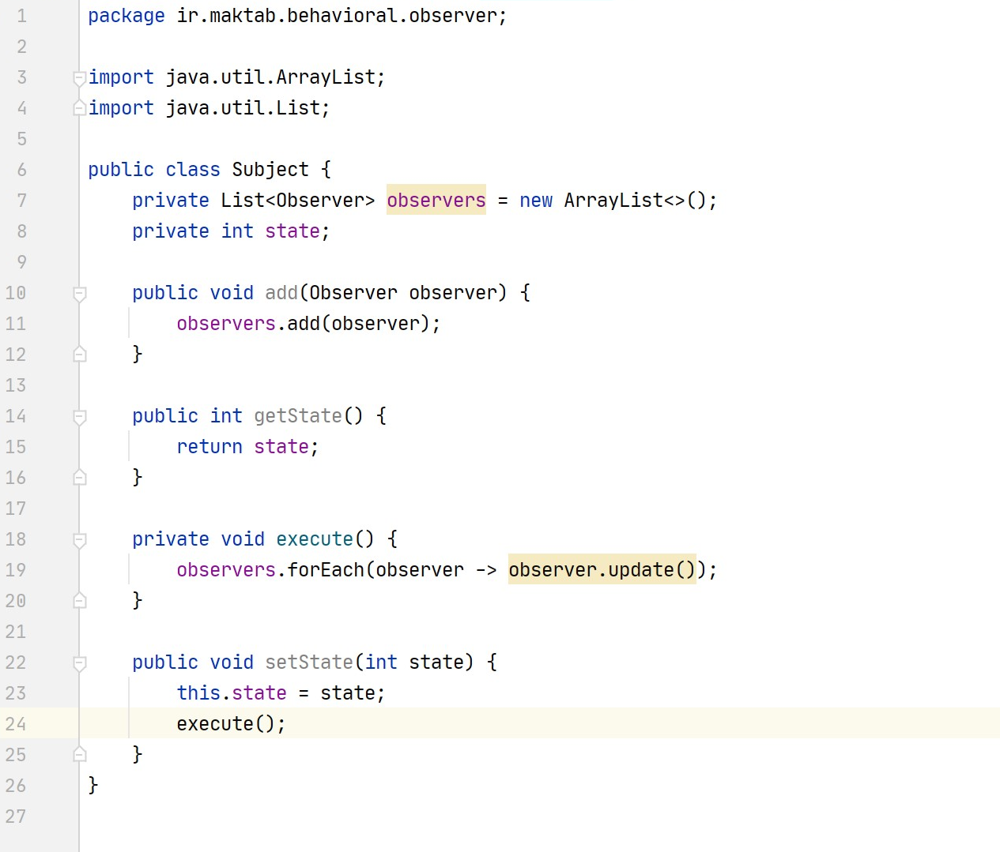 1 package ir.maktab.behavioral.observer;
2
3 import java.util.ArrayList;
4 import java.util.List;
5
6 public class Subject {
7     private List<Observer> observers = new ArrayList<>();
8     private int state;
9
10     public void add(Observer observer) {
11         observers.add(observer);
12     }
13
14     public int getState() {
15         return state;
16     }
17
18     private void execute() {
19         observers.forEach(observer -> observer.update());
20     }
21
22     public void setState(int state) {
23         this.state = state;
24         execute();
25     }
26 }
27